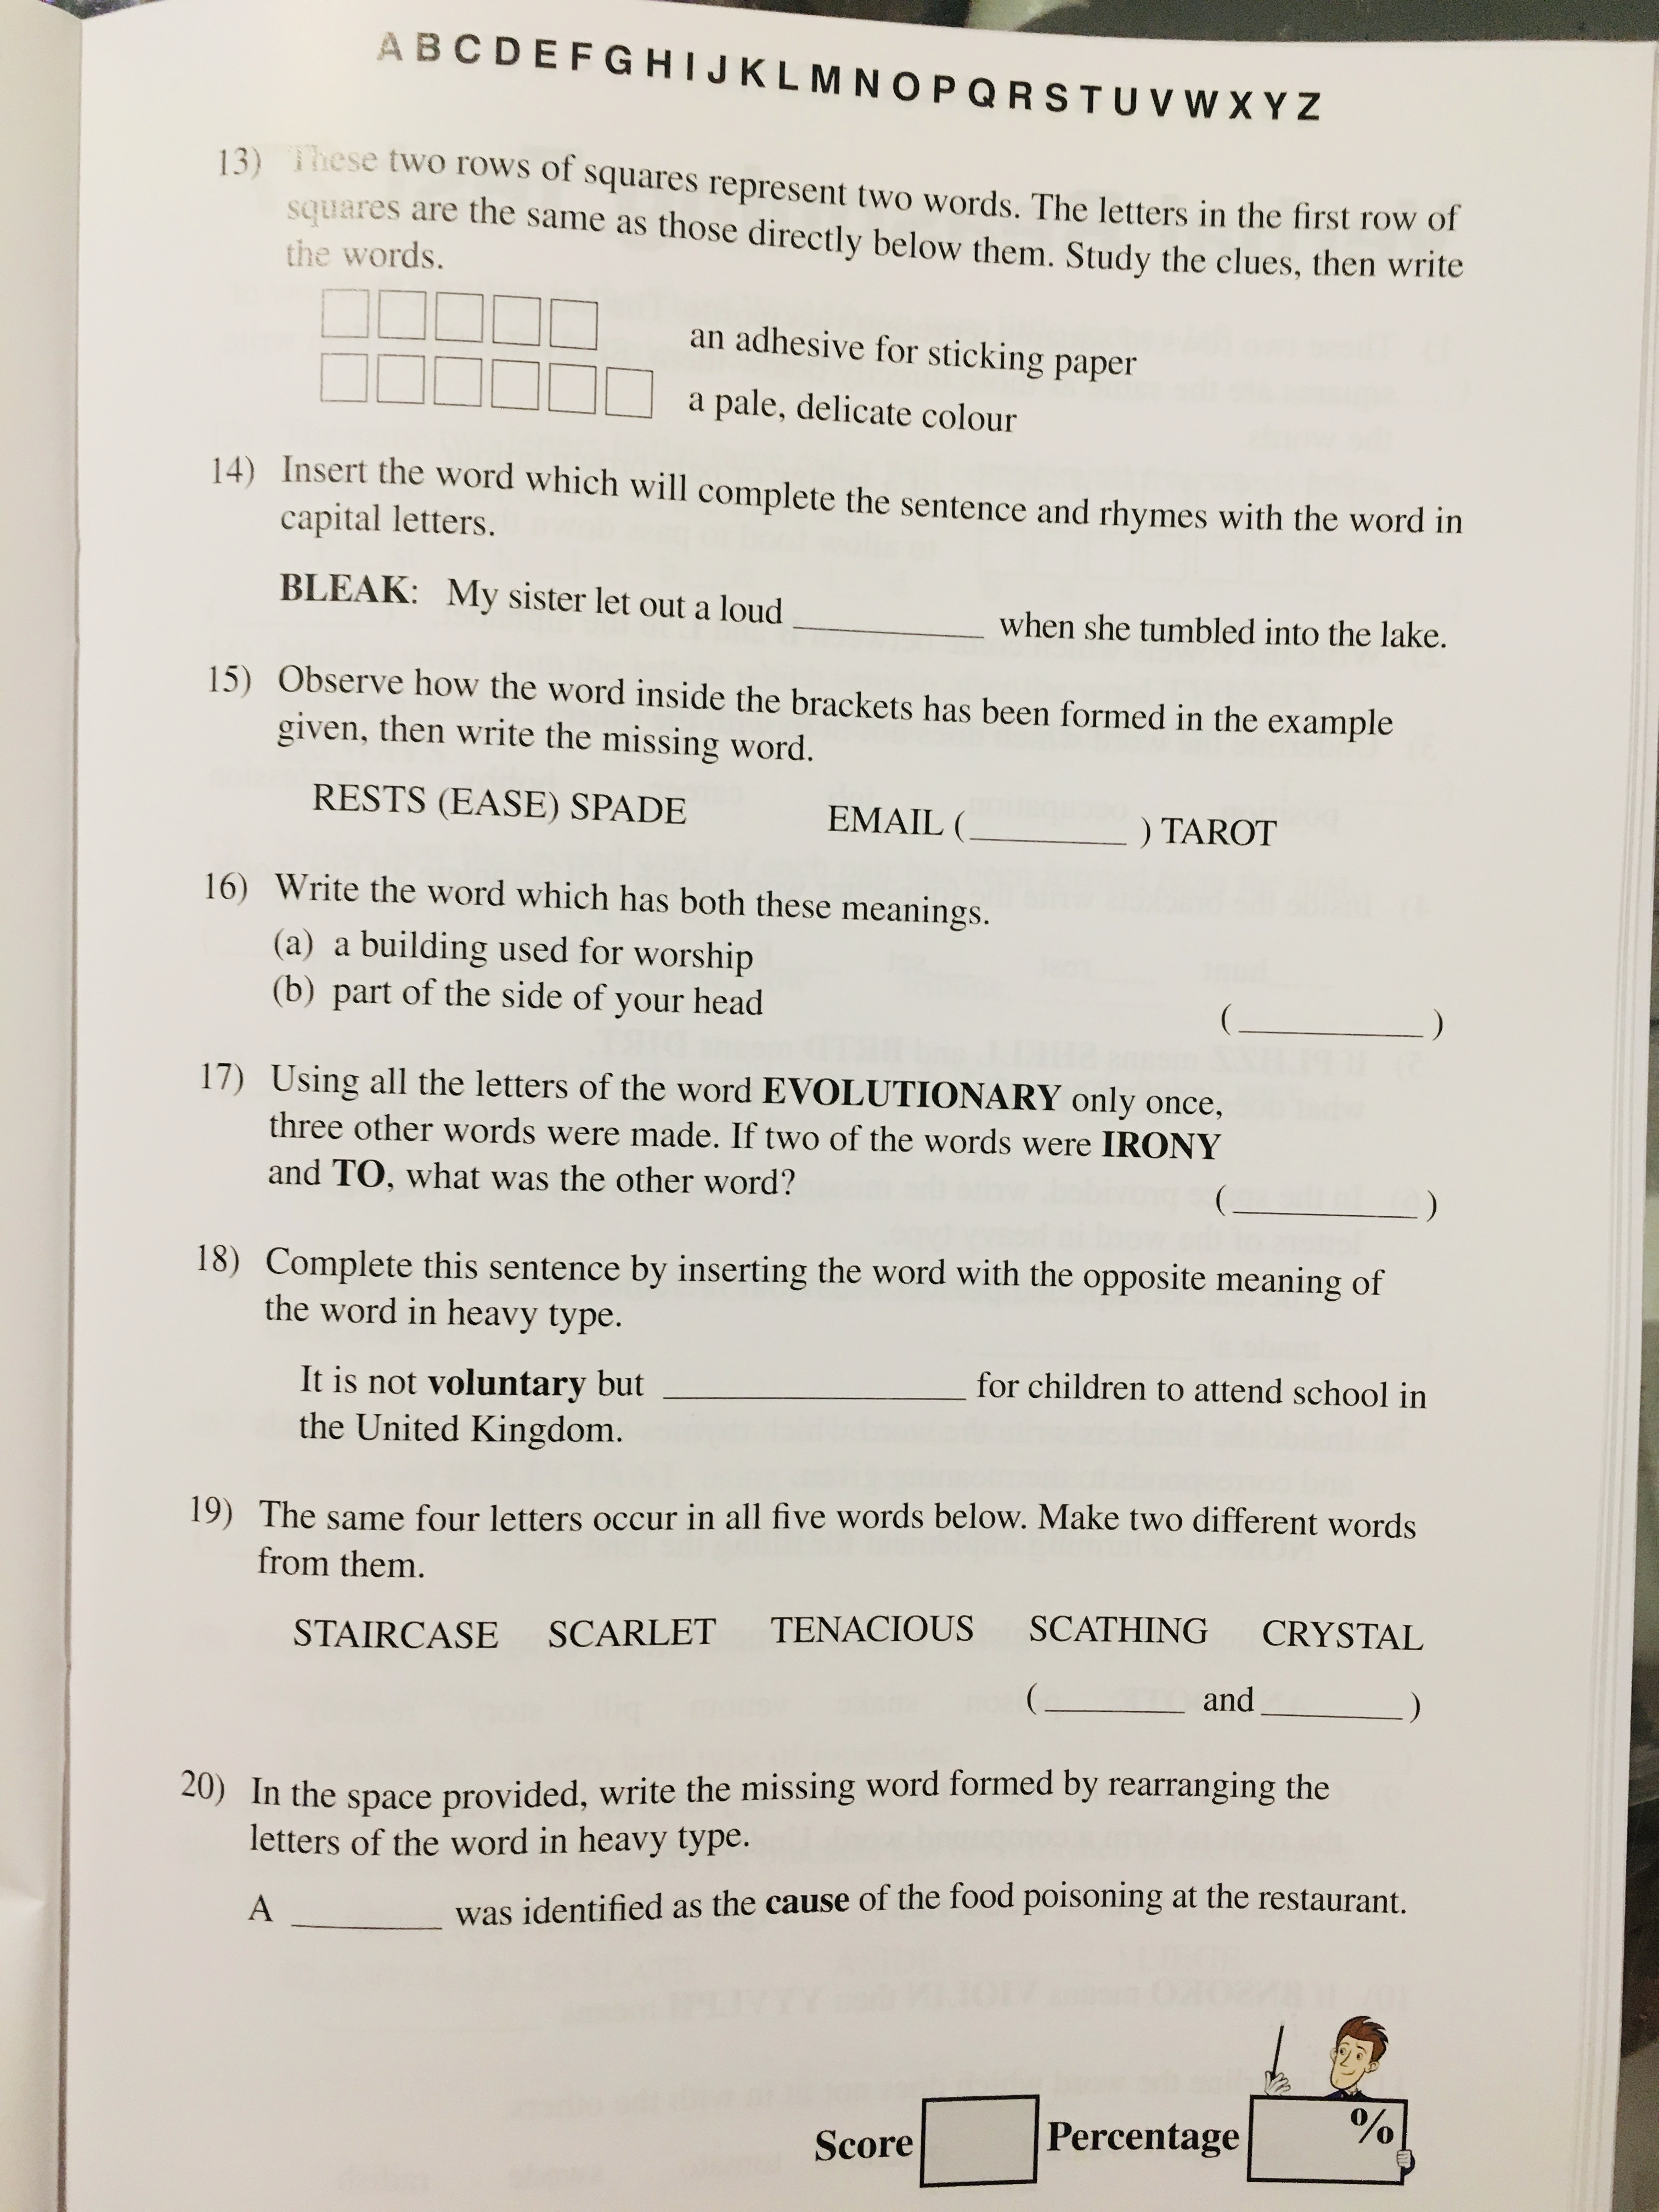 A B C D E F G H I J K L M N O P Q R S T U V W X Y Z
13) These two rows of squares represent two words. The letters in the first row of
squares are the same as those directly below them. Study the clues, then write
the words.
an adhesive for sticking paper
a pale, delicate colour
14) Insert the word which will complete the sentence and rhymes with the word in
capital letters.
BLEAK: My sister let out a loud __________ when she tumbled into the lake.
15) Observe how the word inside the brackets has been formed in the example
given, then write the missing word.
RESTS (EASE) SPADE EMAIL (________) TAROT
16) Write the word which has both these meanings.
(a) a building used for worship
(b) part of the side of your head
(__________)
17) Using all the letters of the word EVOLUTIONARY only once,
three other words were made. If two of the words were IRONY
and TO, what was the other word?
(__________)
18) Complete this sentence by inserting the word with the opposite meaning of
the word in heavy type.
It is not voluntary but ________________ for children to attend school in
the United Kingdom.
19) The same four letters occur in all five words below. Make two different words
from them.
STAIRCASE SCARLET TENACIOUS SCATHING CRYSTAL
(_______ and _______)
20) In the space provided, write the missing word formed by rearranging the
letters of the word in heavy type.
A ________ was identified as the cause of the food poisoning at the restaurant.
Score Percentage %